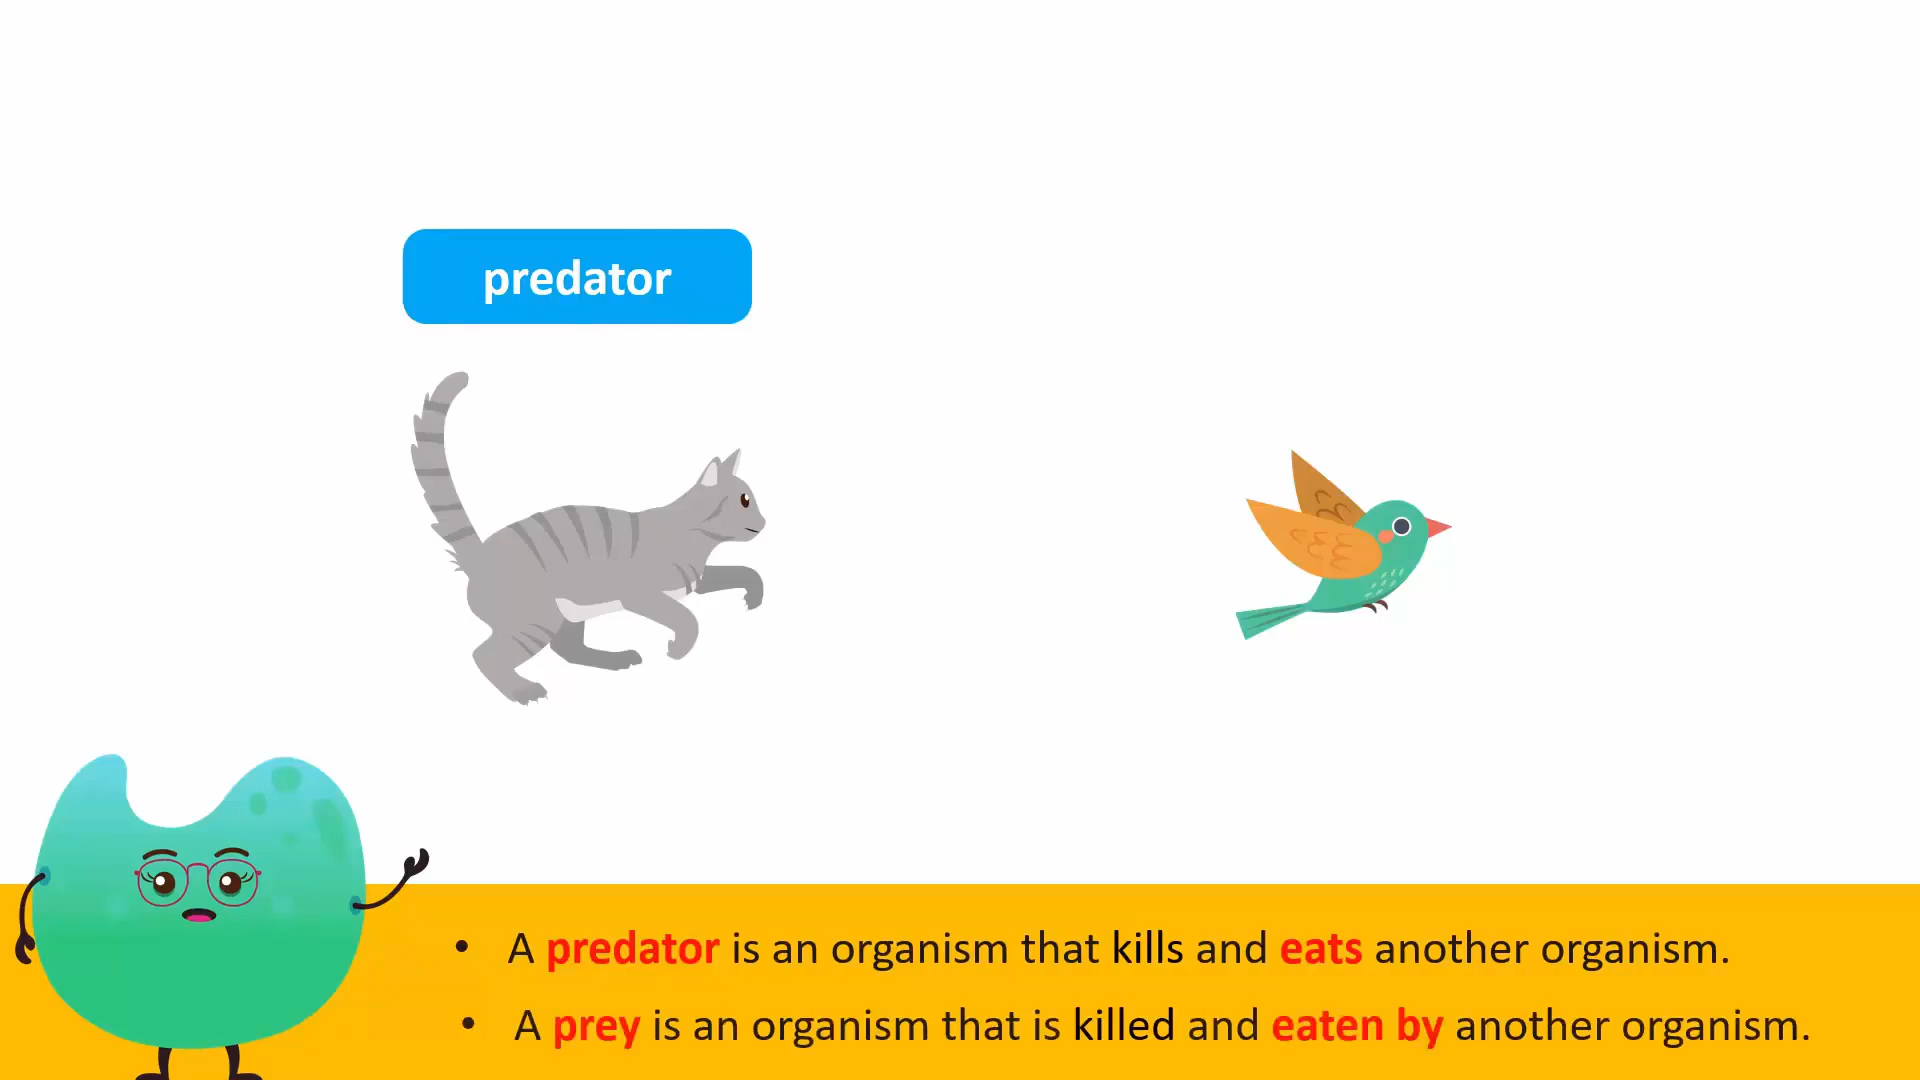 predator
• A predator is an organism that kills and eats another organism.
• A prey is an organism that is killed and eaten by another organism.